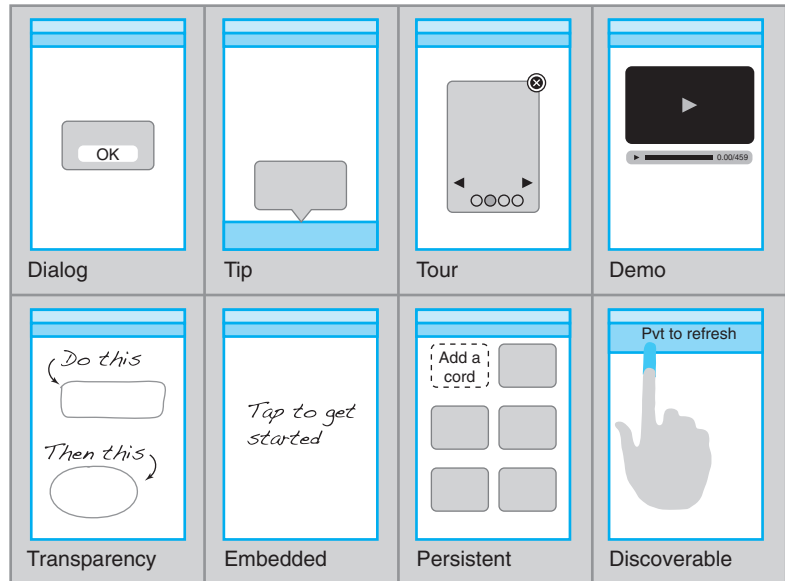 OK
Dialog
Tip
Tour
0.00/459
Demo
Do this
Then this
Transparency
Tap to get
started
Embedded
Add a
cord
Persistent
Pvt to refresh
Discoverable